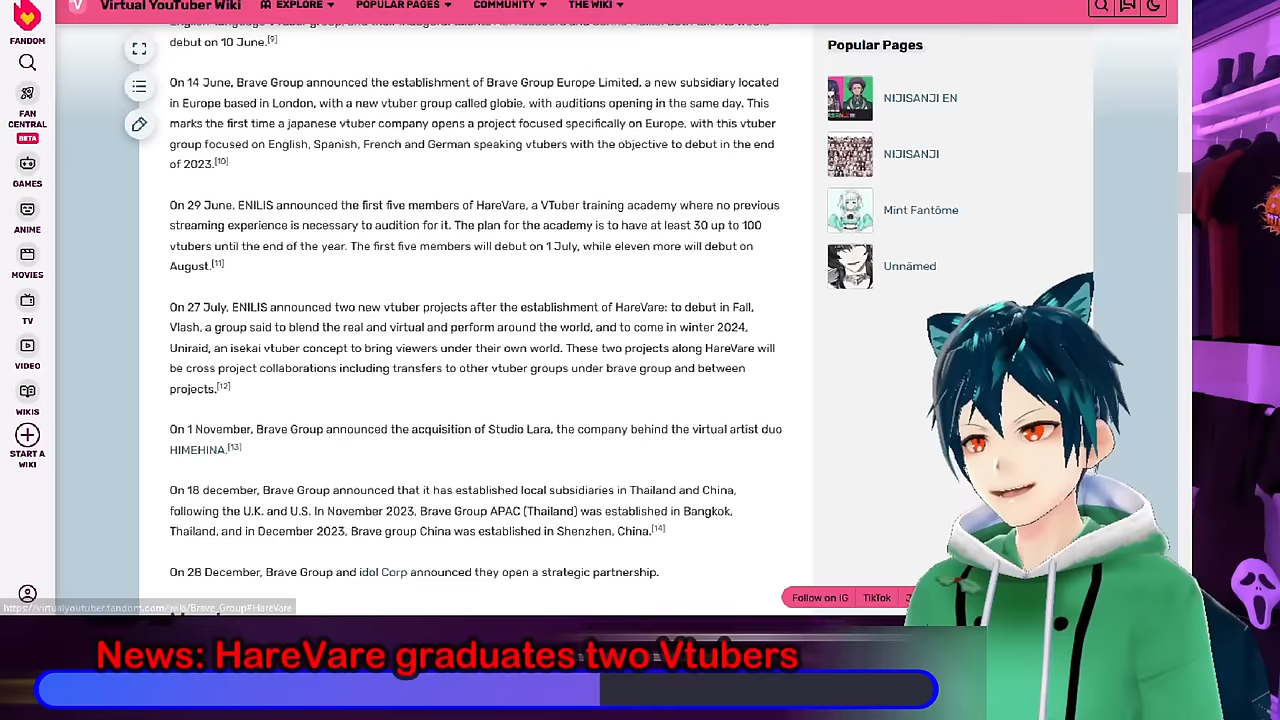 Virtual YouTuber Wiki
EXPLORE
POPULAR PAGES
COMMUNITY
THE WIKI
FANDOM
FAN CENTRAL
BETA
GAMES
ANIME
MOVIES
TV
VIDEO
WIKIS
START A WIKI
debut on 10 June.[9]
On 14 June, Brave Group announced the establishment of Brave Group Europe Limited, a new subsidiary located
in Europe based in London, with a new vtuber group called globie, with auditions opening in the same day. This
marks the first time a japanese vtuber company opens a project focused specifically on Europe, with this vtuber
group focused on English, Spanish, French and German speaking vtubers with the objective to debut in the end
of 2023.[10]
On 29 June, ENILIS announced the first five members of HareVare, a VTuber training academy where no previous
streaming experience is necessary to audition for it. The plan for the academy is to have at least 30 up to 100
vtubers until the end of the year. The first five members will debut on 1 July, while eleven more will debut on
August.[11]
On 27 July, ENILIS announced two new vtuber projects after the establishment of HareVare: to debut in Fall,
Vlash, a group said to blend the real and virtual and perform around the world, and to come in winter 2024,
Uniraid, an isekai vtuber concept to bring viewers under their own world. These two projects along HareVare will
be cross project collaborations including transfers to other vtuber groups under brave group and between
projects.[12]
On 1 November, Brave Group announced the acquisition of Studio Lara, the company behind the virtual artist duo
HIMEHINA.[13]
On 18 december, Brave Group announced that it has established local subsidiaries in Thailand and China,
following the U.K. and U.S. In November 2023, Brave Group APAC (Thailand) was established in Bangkok,
Thailand, and in December 2023, Brave group China was established in Shenzhen, China.[14]
On 28 December, Brave Group and idol Corp announced they open a strategic partnership.
Popular Pages
NIJISANJI EN
NIJISANJI
Mint Fantôme
Unnämed
Follow on IG
TikTok
https://virtualyoutuber.fandom.com/wiki/Brave_Group#HareVare
News: HareVare graduates two Vtubers